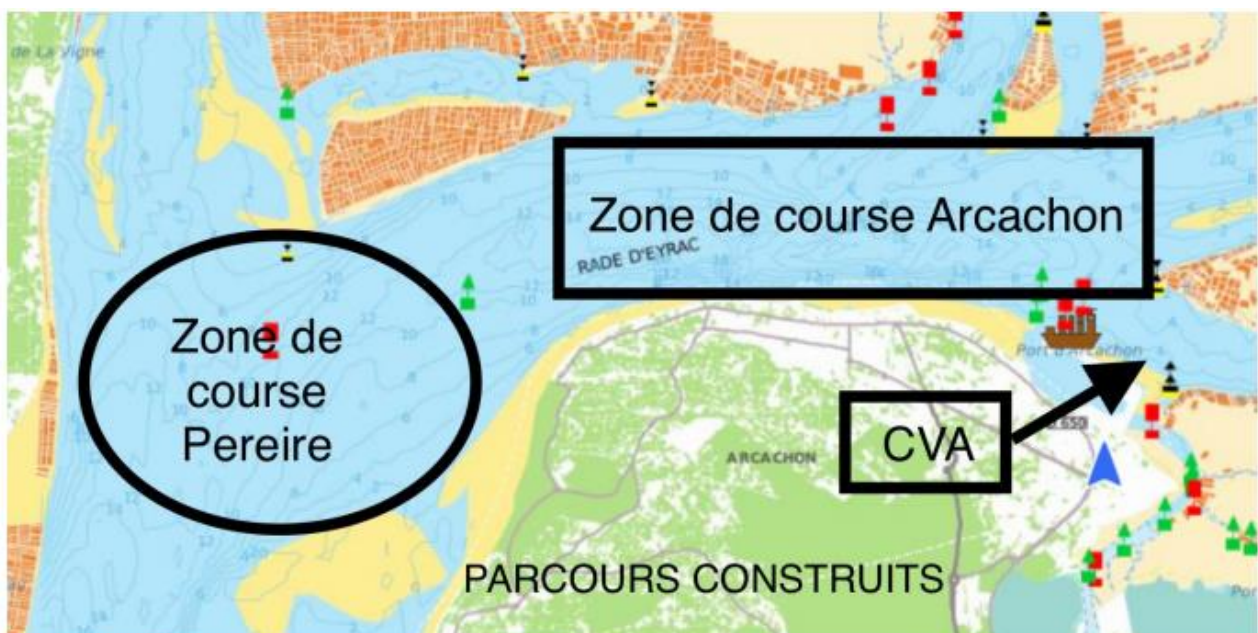 de La Vigne
Zone de course Arcachon
RADE D'EYRAC
Zone de
course
Pereire
Port d'Arcachon
CVA
D.650
ARCACHON
PARCOURS CONSTRUITS